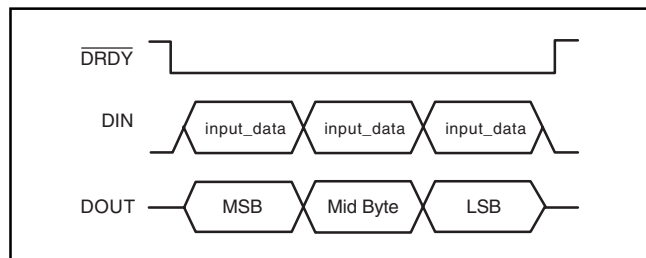 DRDY
DIN input_data input_data input_data
DOUT MSB Mid Byte LSB